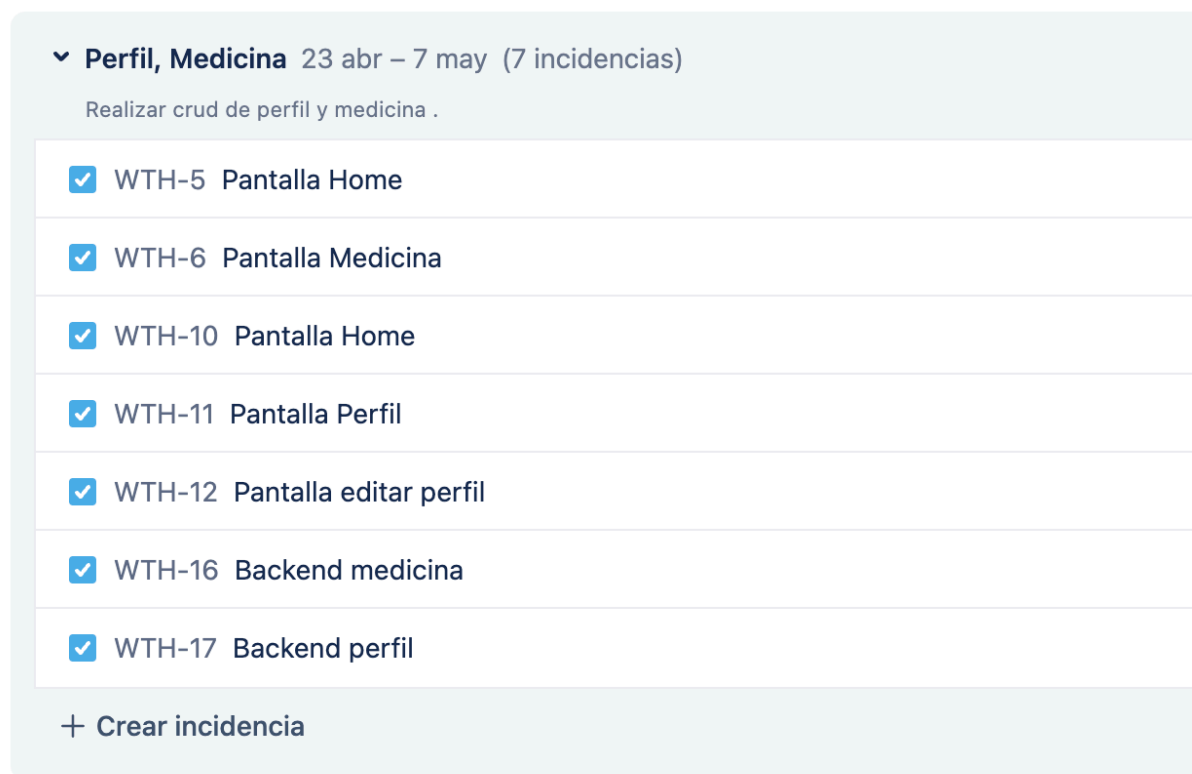 Perfil, Medicina 23 abr – 7 may (7 incidencias)
Realizar crud de perfil y medicina .
WTH-5 Pantalla Home
WTH-6 Pantalla Medicina
WTH-10 Pantalla Home
WTH-11 Pantalla Perfil
WTH-12 Pantalla editar perfil
WTH-16 Backend medicina
WTH-17 Backend perfil
+ Crear incidencia